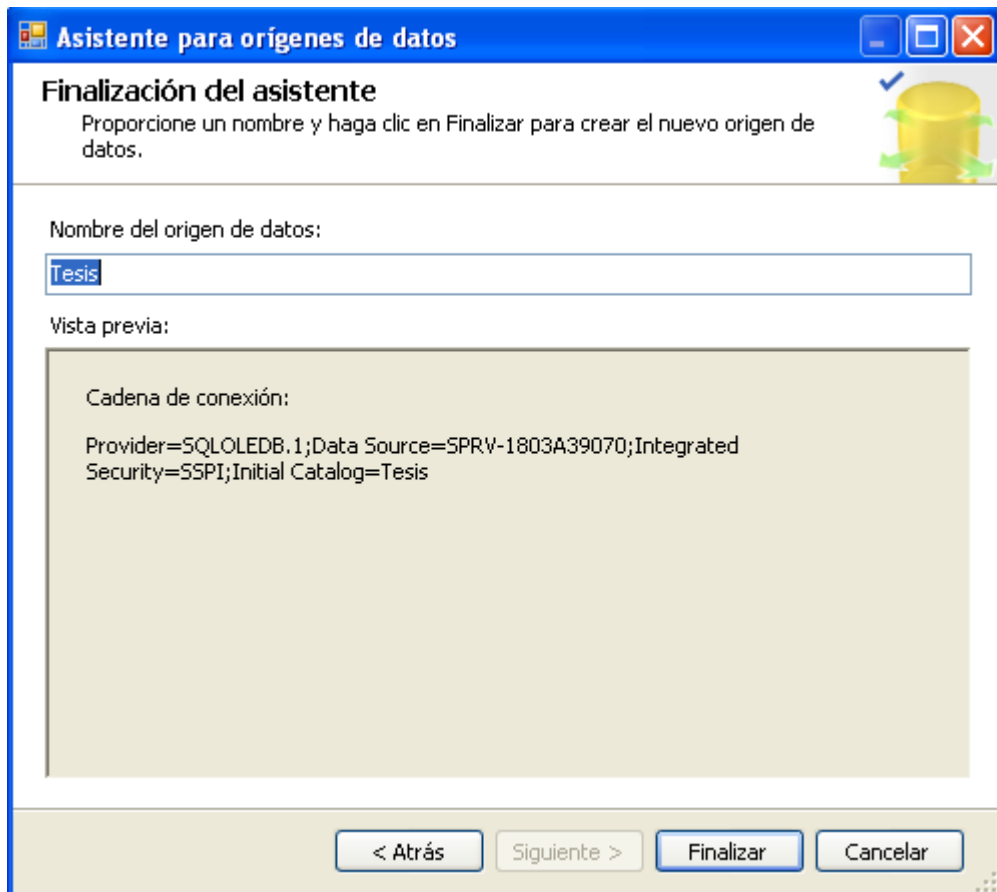 Asistente para orígenes de datos
Finalización del asistente
Proporcione un nombre y haga clic en Finalizar para crear el nuevo origen de
datos.
Nombre del origen de datos:
Tesis
Vista previa:
Cadena de conexión:
Provider=SQLOLEDB.1;Data Source=SPRV-1803A39070;Integrated
Security=SSPI;Initial Catalog=Tesis
< Atrás
Siguiente >
Finalizar
Cancelar